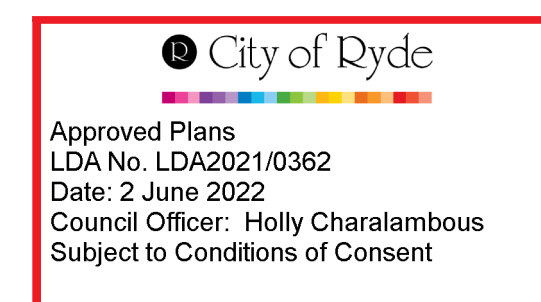 R City of Ryde
Approved Plans
LDA No. LDA2021/0362
Date: 2 June 2022
Council Officer:  Holly Charalambous
Subject to Conditions of Consent